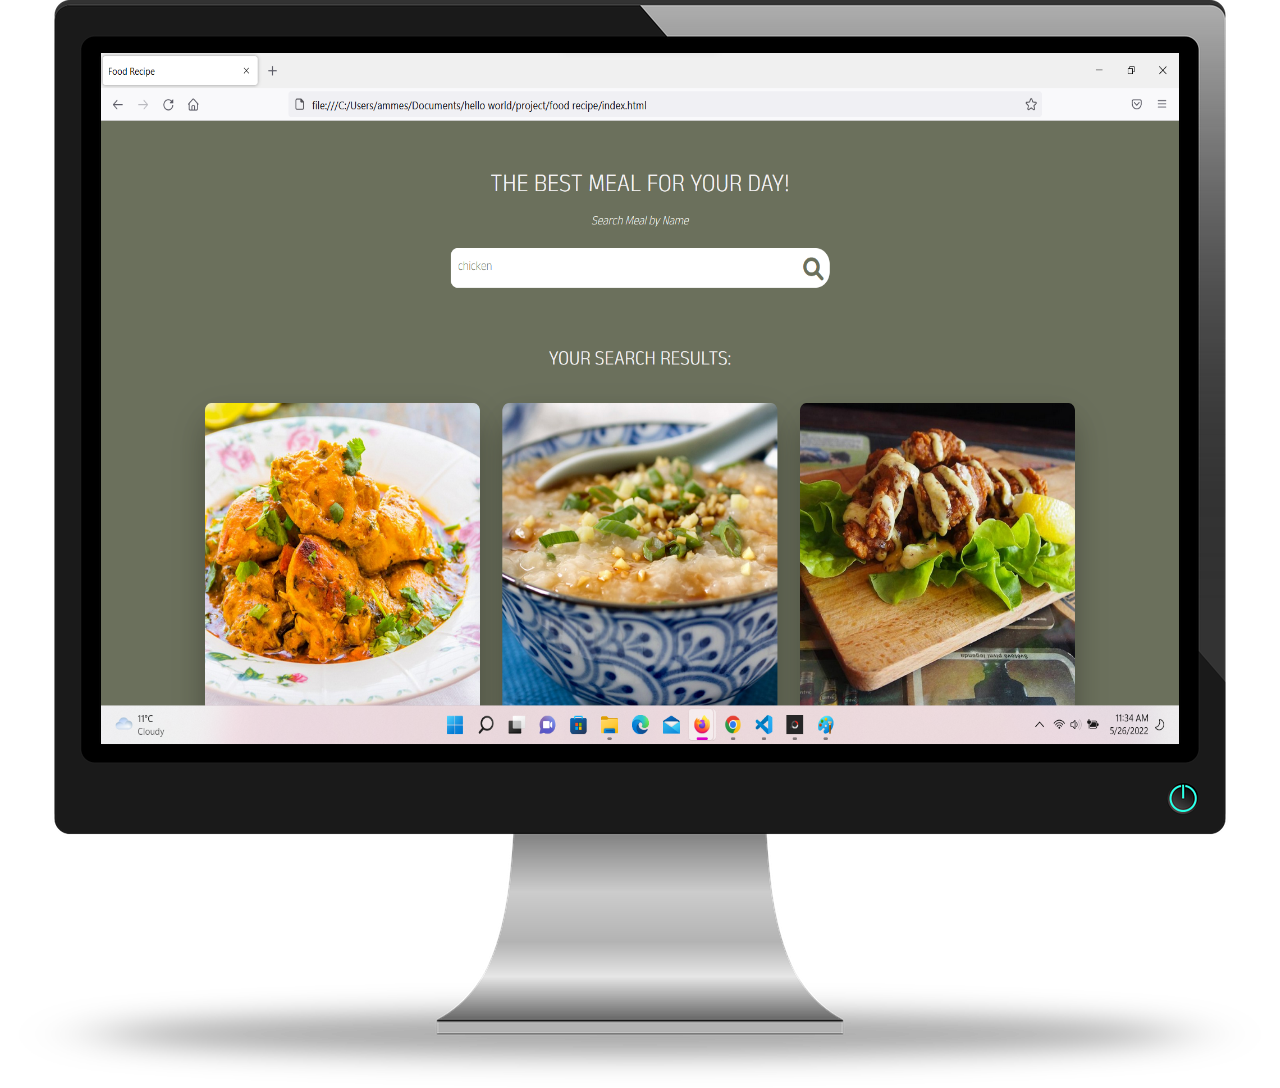 Food Recipe
file:///C:/Users/ammes/Documents/hello world/project/food recipe/index.html
THE BEST MEAL FOR YOUR DAY!
Search Meal by Name
chicken
YOUR SEARCH RESULTS:
11°C
Cloudy
11:34 AM
5/26/2022